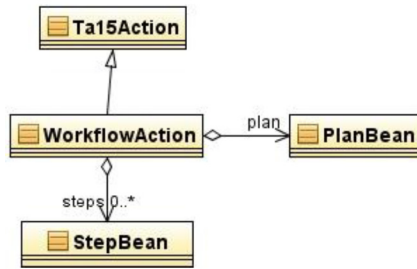 Ta15Action
plan
WorkflowAction
PlanBean
steps 0..*
StepBean